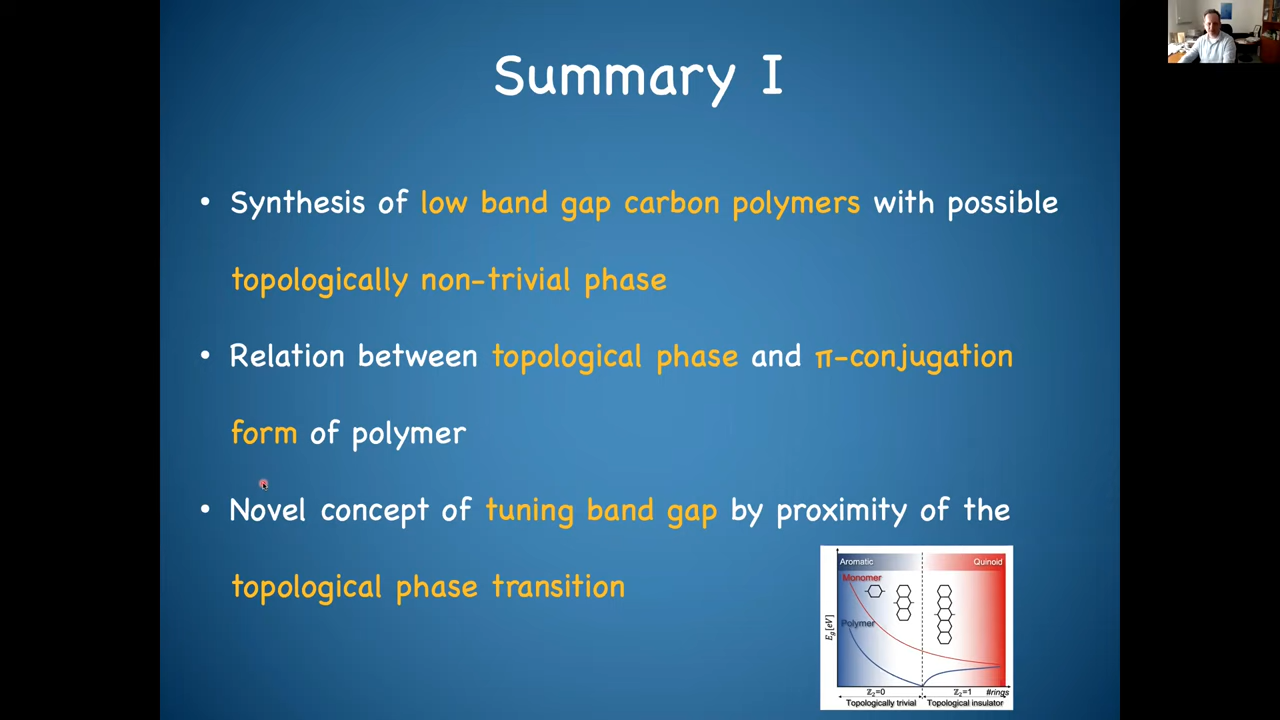 Summary I
• Synthesis of low band gap carbon polymers with possible
topologically non-trivial phase
• Relation between topological phase and π-conjugation
form of polymer
• Novel concept of tuning band gap by proximity of the
topological phase transition
Aromatic Quinoid
Monomer
Polymer
Eg [eV]
ℤ₂=0 ℤ₂=1 #rings
Topologically trivial Topological insulator